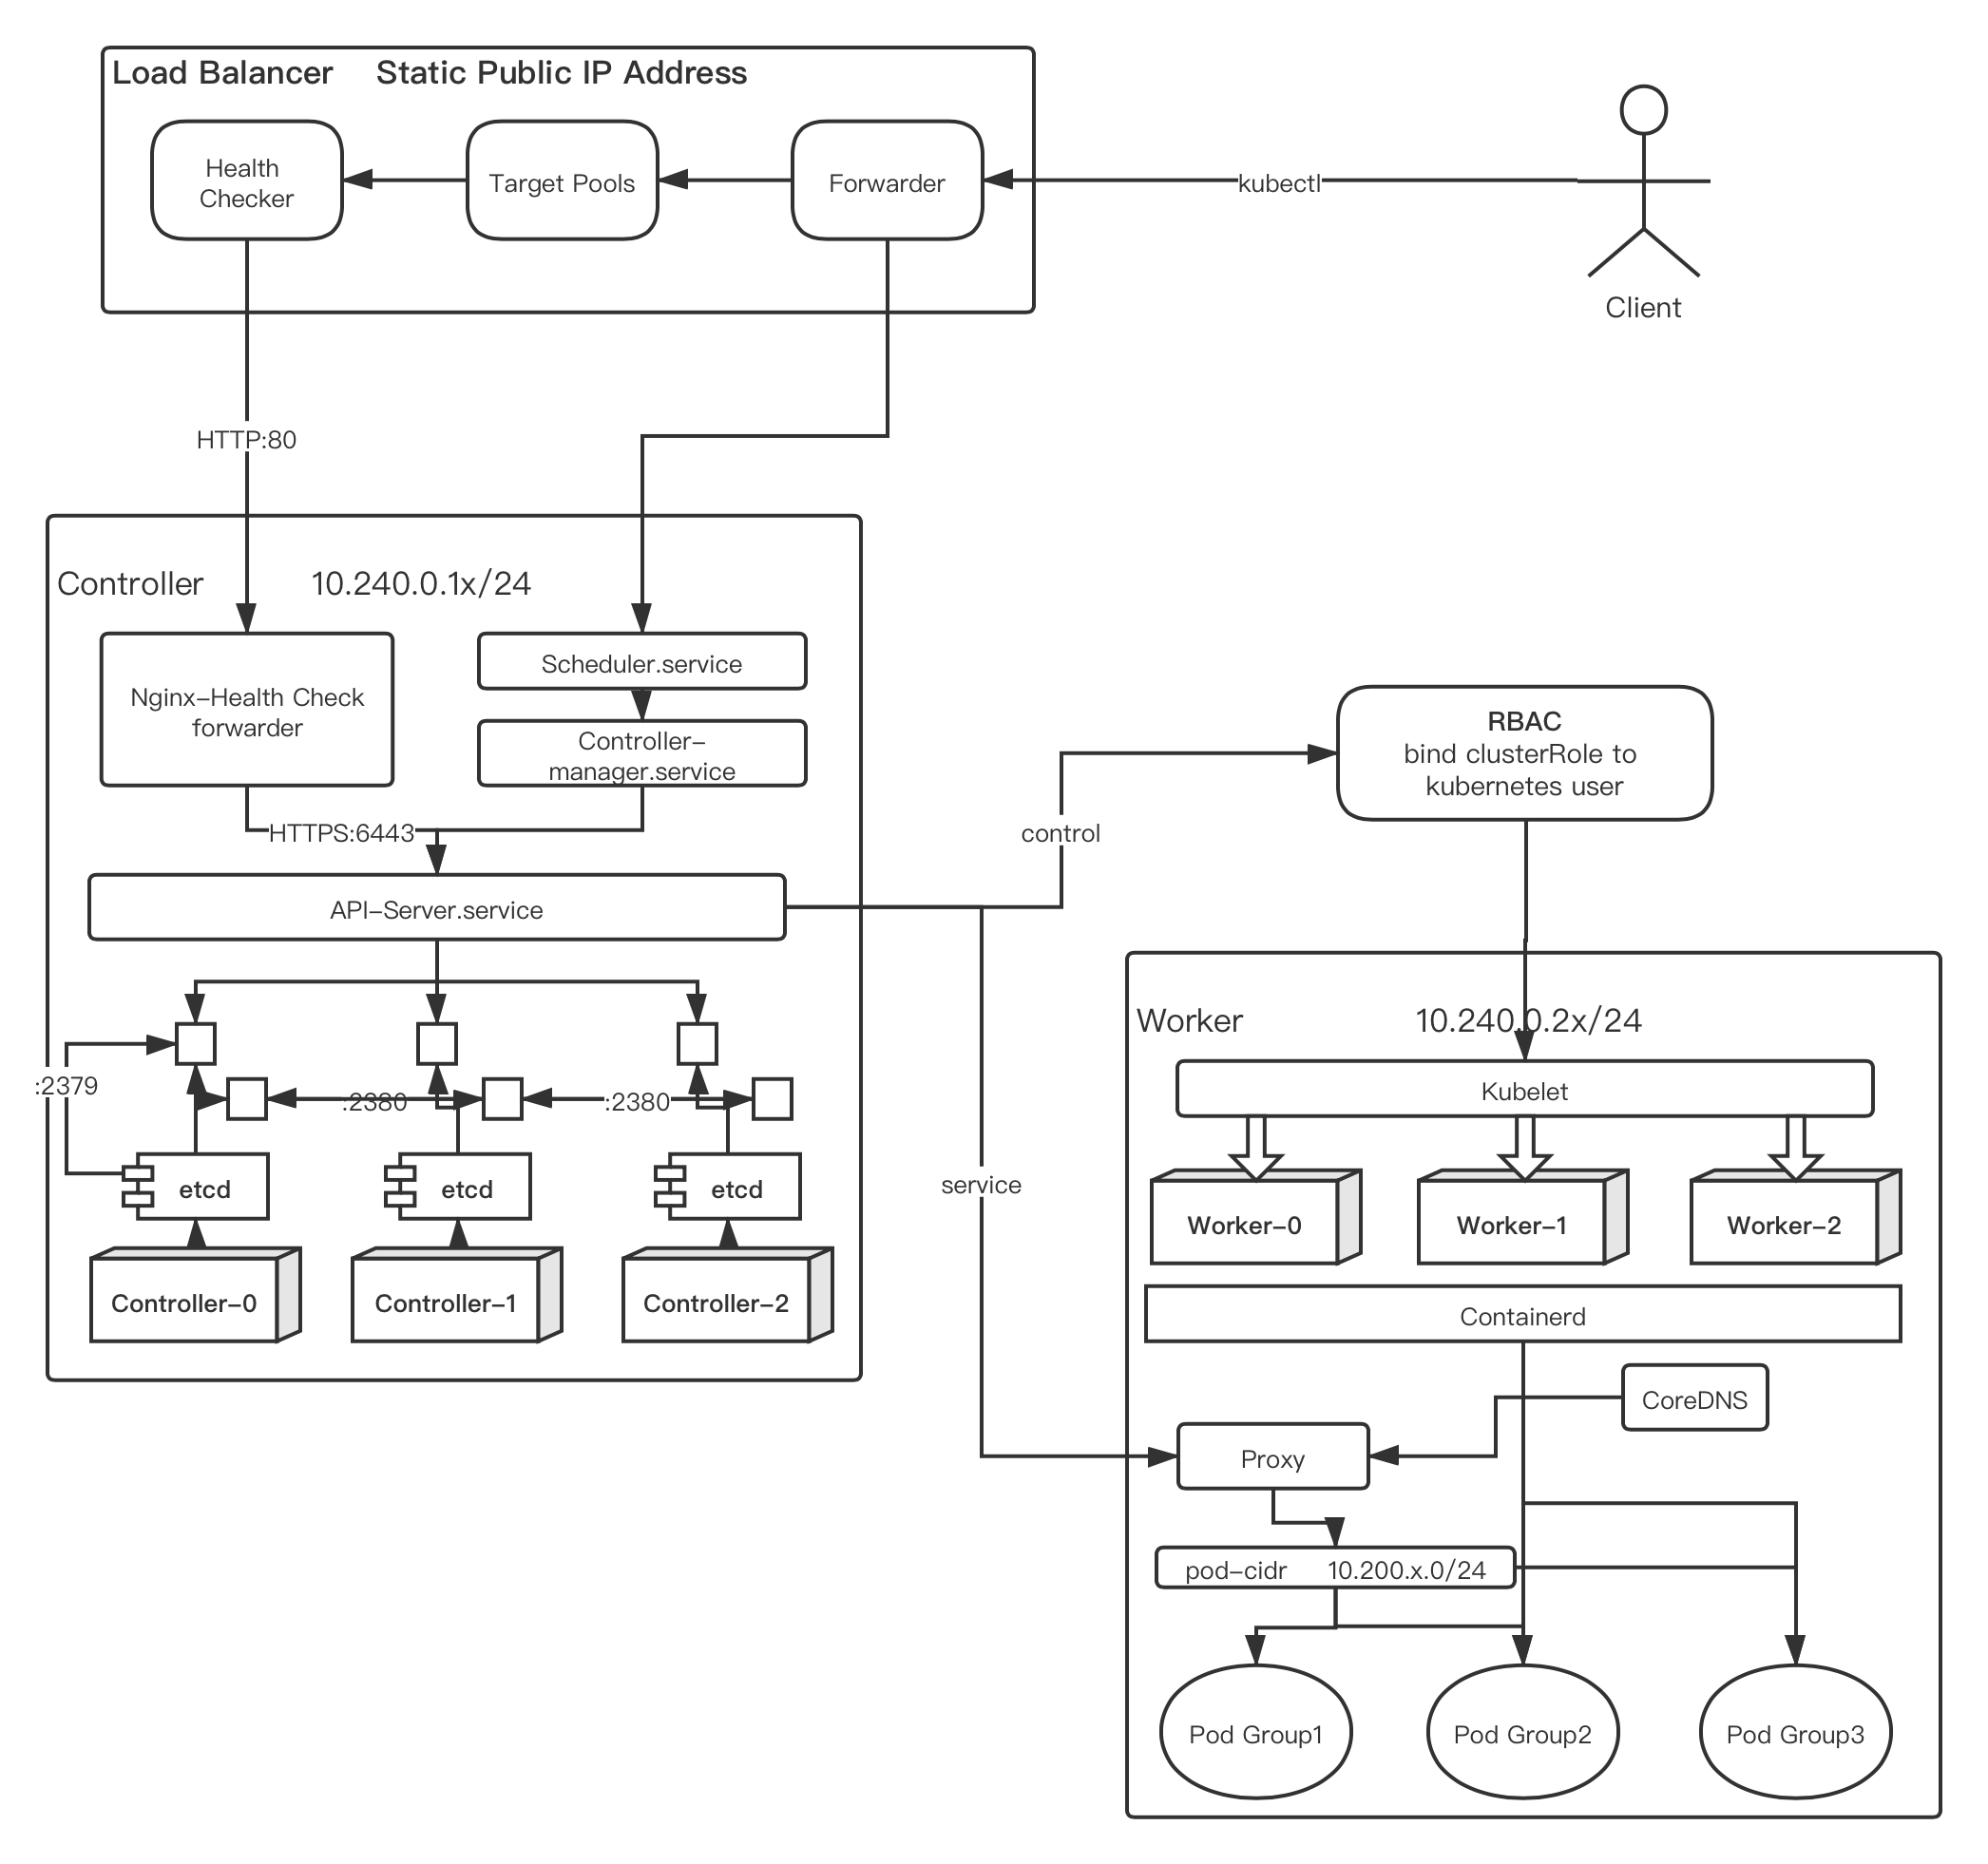 Load Balancer Static Public IP Address
Health
Checker
Target Pools
Forwarder
kubectl
Client
HTTP:80
Controller 10.240.0.1x/24
Nginx-Health Check
forwarder
Scheduler.service
Controller-
manager.service
HTTPS:6443
API-Server.service
control
RBAC
bind clusterRole to
kubernetes user
:2379
:2380
:2380
etcd
etcd
etcd
Controller-0
Controller-1
Controller-2
service
Worker 10.240.0.2x/24
Kubelet
Worker-0
Worker-1
Worker-2
Containerd
CoreDNS
Proxy
pod-cidr 10.200.x.0/24
Pod Group1
Pod Group2
Pod Group3